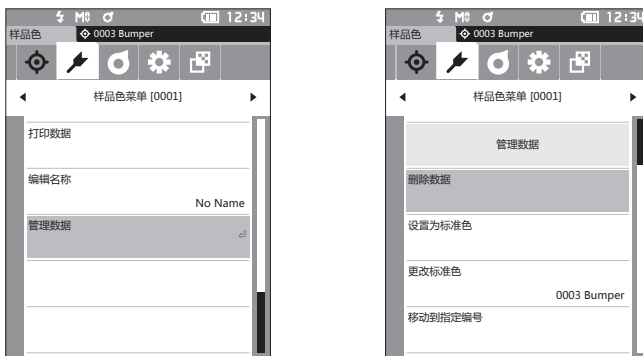 M 12:34
样品色 0003 Bumper
样品色菜单 [0001]
打印数据
编辑名称
No Name
管理数据
M 12:34
样品色 0003 Bumper
样品色菜单 [0001]
管理数据
删除数据
设置为标准色
更改标准色
0003 Bumper
移动到指定编号